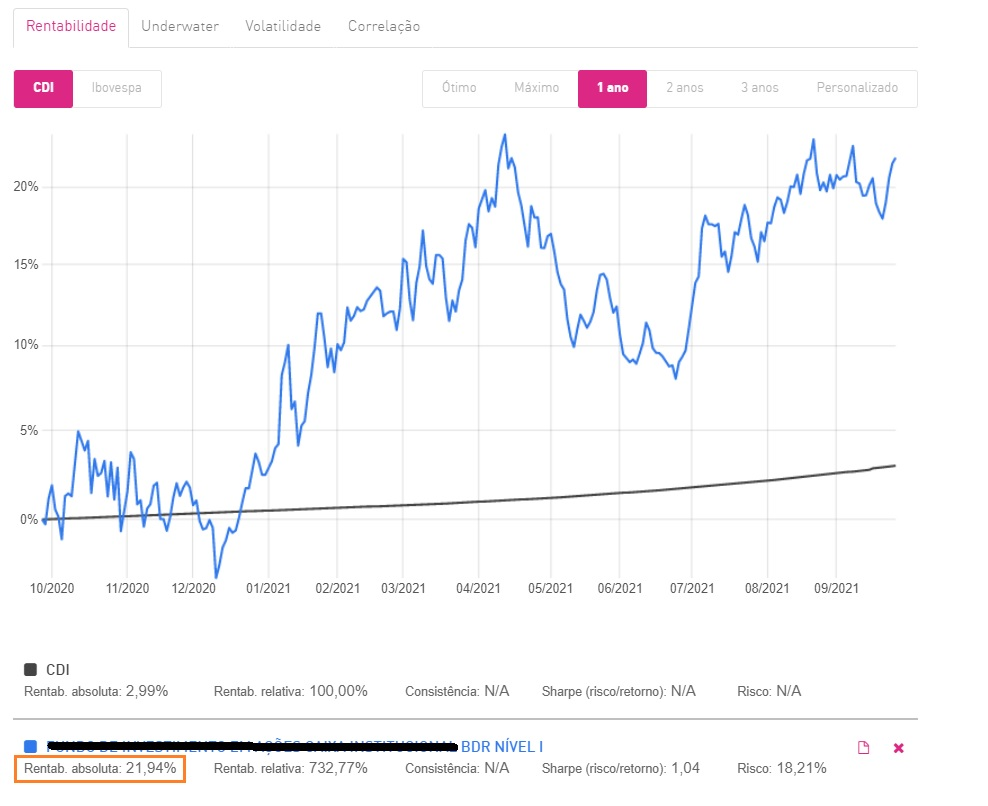 Rentabilidade Underwater Volatilidade Correlação
CDI Ibovespa Ótimo Máximo 1 ano 2 anos 3 anos Personalizado
20%
15%
10%
5%
0%
10/2020 11/2020 12/2020 01/2021 02/2021 03/2021 04/2021 05/2021 06/2021 07/2021 08/2021 09/2021
CDI
Rentab. absoluta: 2,99% Rentab. relativa: 100,00% Consistência: N/A Sharpe (risco/retorno): N/A Risco: N/A
BDR NÍVEL I
Rentab. absoluta: 21,94% Rentab. relativa: 732,77% Consistência: N/A Sharpe (risco/retorno): 1,04 Risco: 18,21%